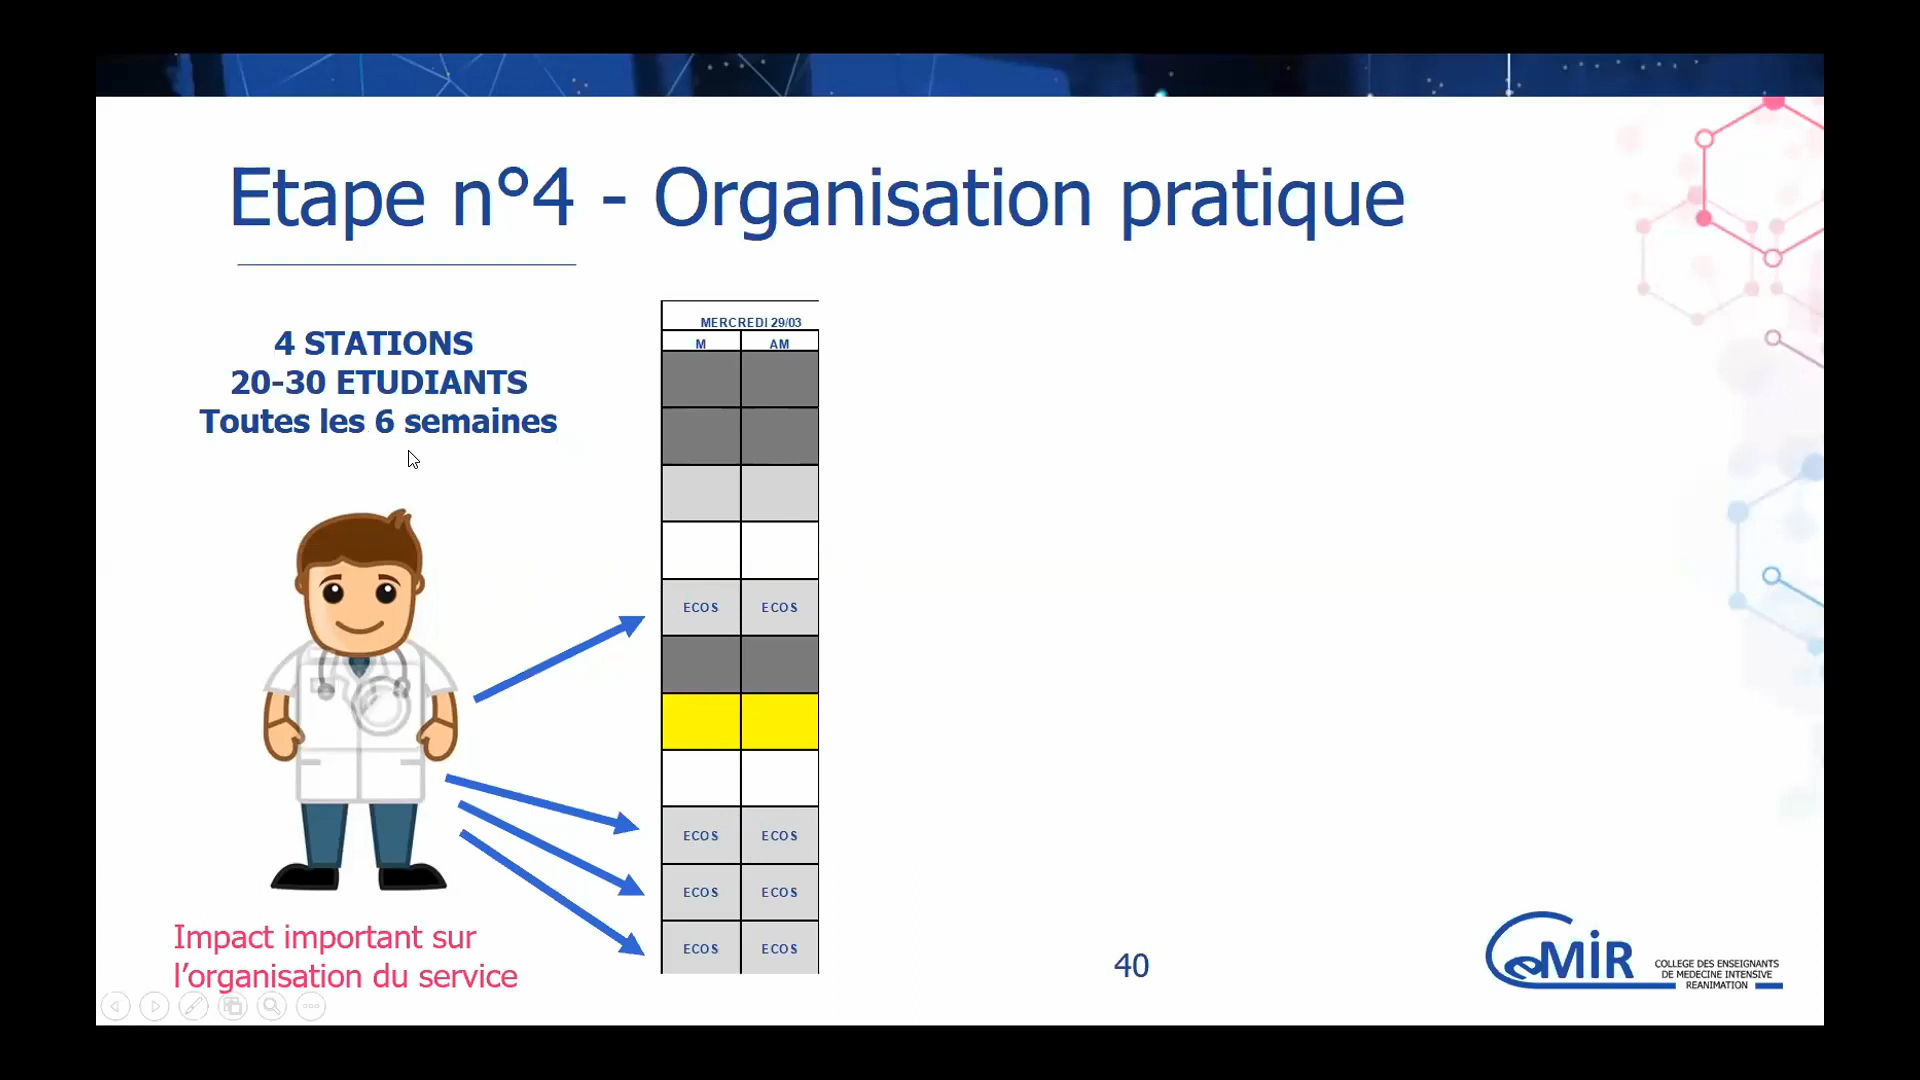 Etape n°4 - Organisation pratique
4 STATIONS
20-30 ETUDIANTS
Toutes les 6 semaines
MERCREDI 29/03
M AM
ECOS ECOS
ECOS ECOS
ECOS ECOS
ECOS ECOS
Impact important sur
l’organisation du service
40
CeMIR
COLLEGE DES ENSEIGNANTS
DE MEDECINE INTENSIVE
REANIMATION